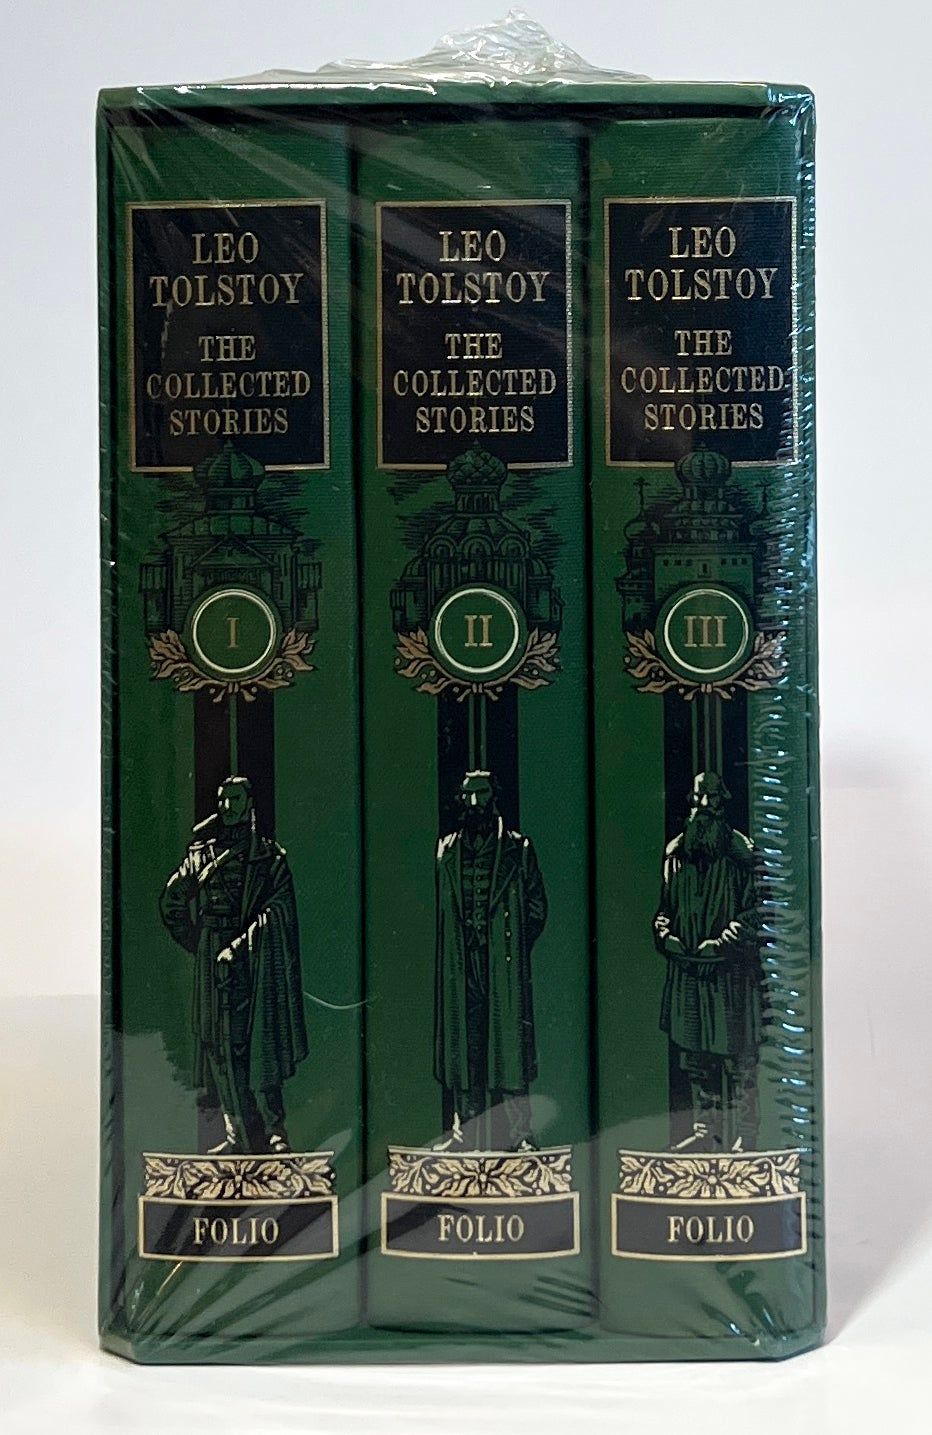 LEO
TOLSTOY
THE
COLLECTED
STORIES
I
FOLIO
LEO
TOLSTOY
THE
COLLECTED
STORIES
II
FOLIO
LEO
TOLSTOY
THE
COLLECTED
STORIES
III
FOLIO